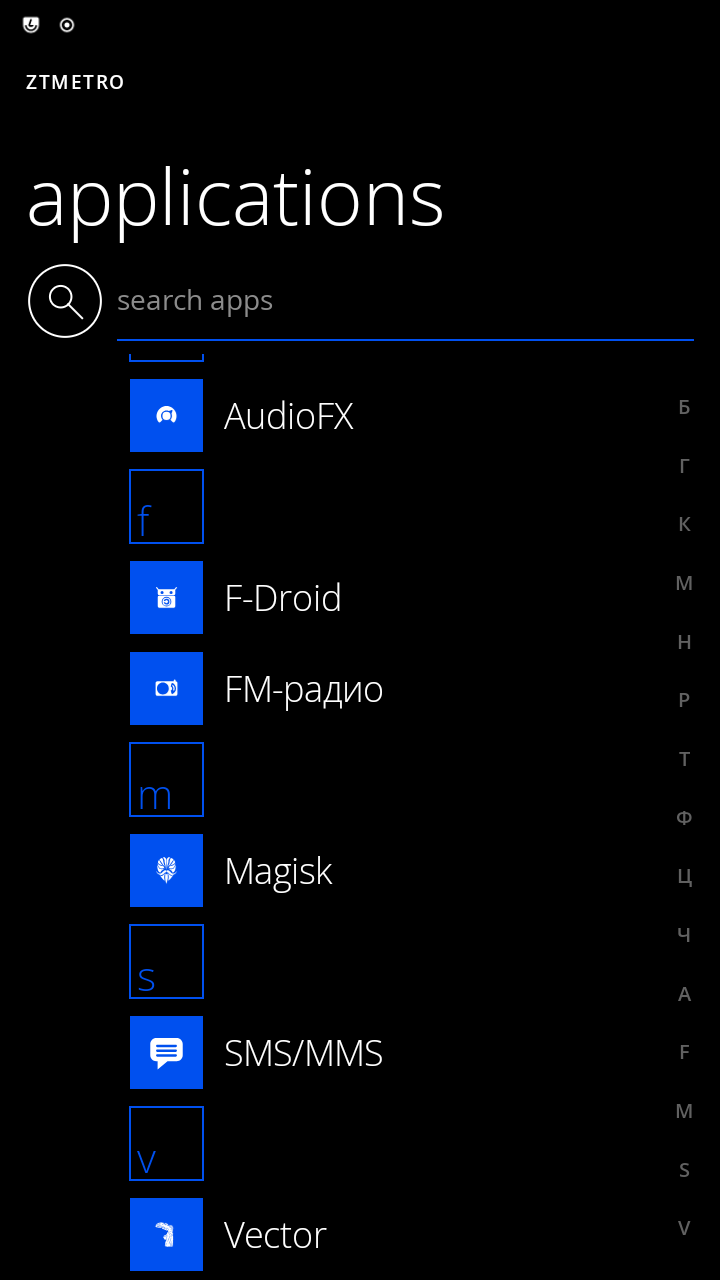 ZTMETRO
applications
search apps
AudioFX
f
F-Droid
FM-радио
m
Magisk
s
SMS/MMS
v
Vector
Б
Г
К
М
Н
Р
Т
Ф
Ц
Ч
A
F
M
S
V